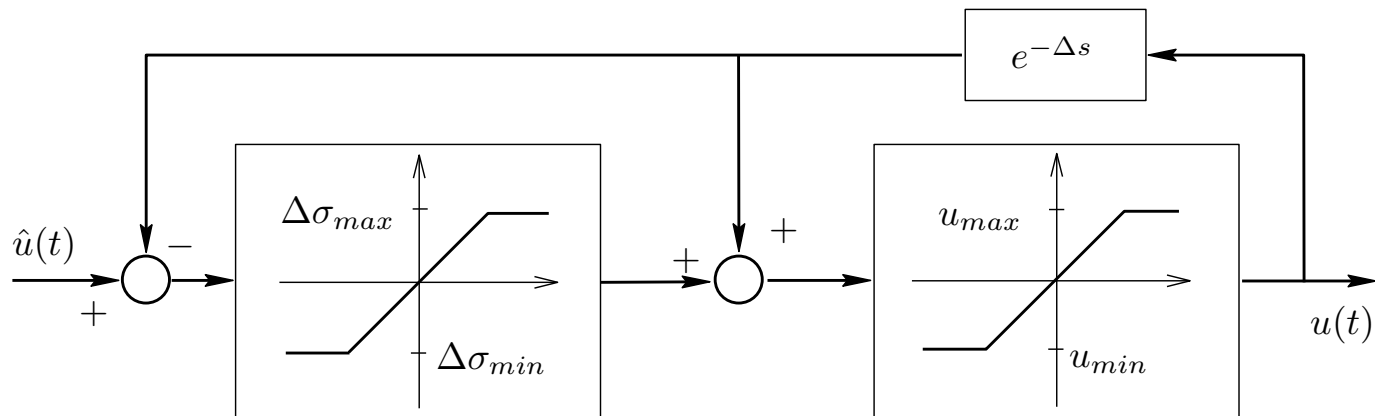 e^{-Δs}
Δσ_{max}
u_{max}
û(t)
−
+
+
+
Δσ_{min}
u_{min}
u(t)